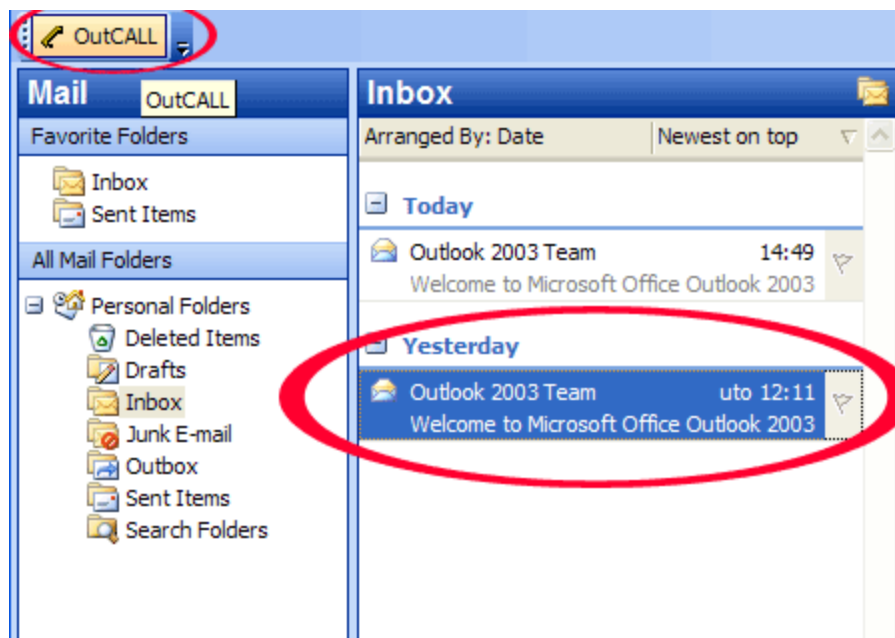 OutCALL
Mail
OutCALL
Favorite Folders
Inbox
Sent Items
All Mail Folders
Personal Folders
Deleted Items
Drafts
Inbox
Junk E-mail
Outbox
Sent Items
Search Folders
Inbox
Arranged By: Date Newest on top
Today
Outlook 2003 Team 14:49
Welcome to Microsoft Office Outlook 2003
Yesterday
Outlook 2003 Team uto 12:11
Welcome to Microsoft Office Outlook 2003